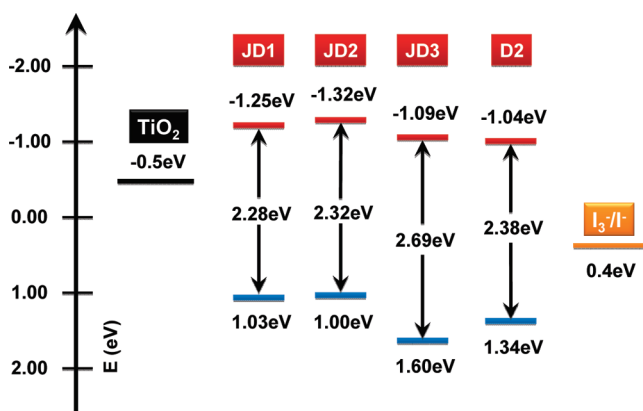 JD1 JD2 JD3 D2
-2.00
-1.25eV -1.32eV -1.09eV -1.04eV
TiO₂
-1.00
-0.5eV
0.00
2.28eV 2.32eV 2.69eV 2.38eV
I₃⁻/I⁻
0.4eV
1.00
1.03eV 1.00eV 1.60eV 1.34eV
2.00
E (eV)